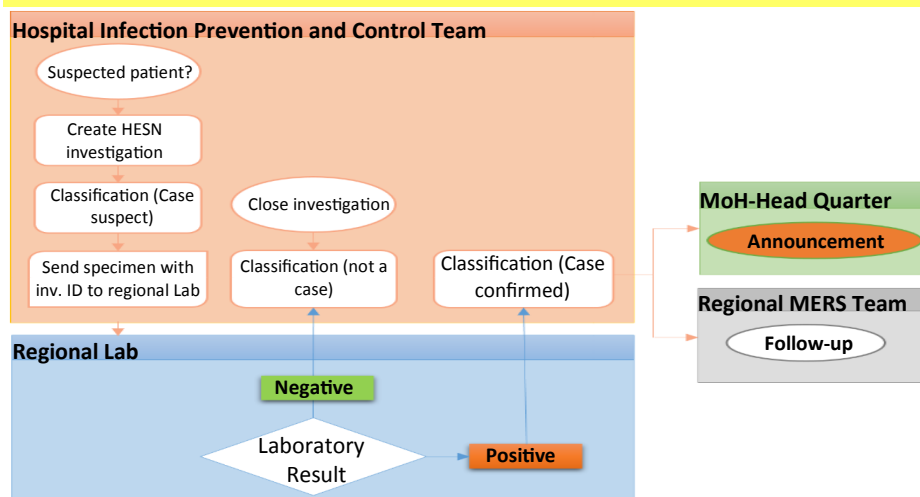 Hospital Infection Prevention and Control Team
Suspected patient?
Create HESN
investigation
Classification (Case
suspect)
Send specimen with
inv. ID to regional Lab
Close investigation
Classification (not a
case)
Classification (Case
confirmed)
MoH-Head Quarter
Announcement
Regional MERS Team
Follow-up
Regional Lab
Negative
Laboratory
Result
Positive